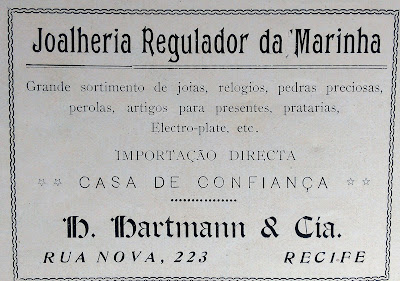 Joalheria Regulador da Marinha
Grande sortimento de joias, relogios, pedras preciosas,
perolas, artigos para presentes, pratarias,
Electro-plate, etc.
IMPORTAÇÃO DIRECTA
☆☆ CASA DE CONFIANÇA ☆☆
H. Hartmann & Cia.
RUA NOVA, 223 RECIFE